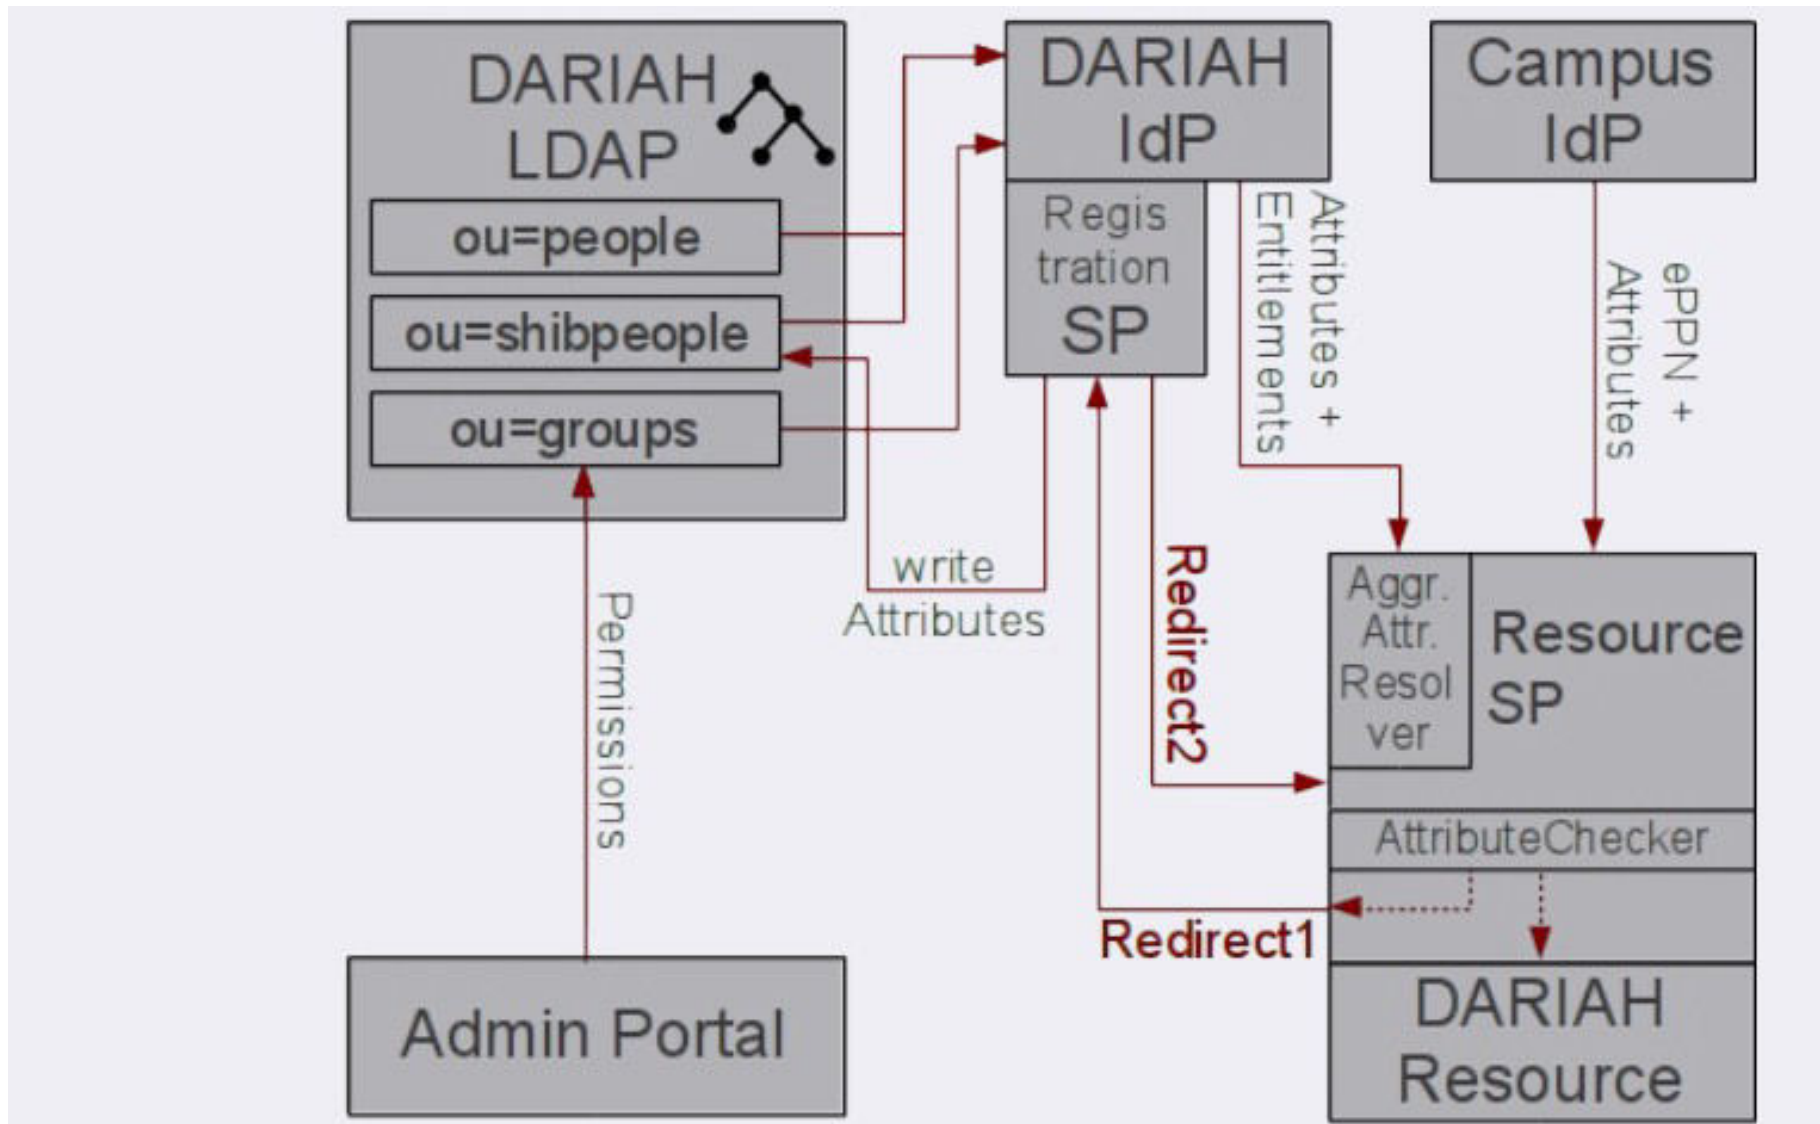 DARIAH
LDAP
ou=people
ou=shibpeople
ou=groups
DARIAH
IdP
Regis
tration
SP
Campus
IdP
Attributes +
Entitlements
ePPN +
Attributes
write
Attributes
Redirect2
Permissions
Aggr.
Attr.
Resol
ver
Resource
SP
AttributeChecker
Redirect1
DARIAH
Resource
Admin Portal